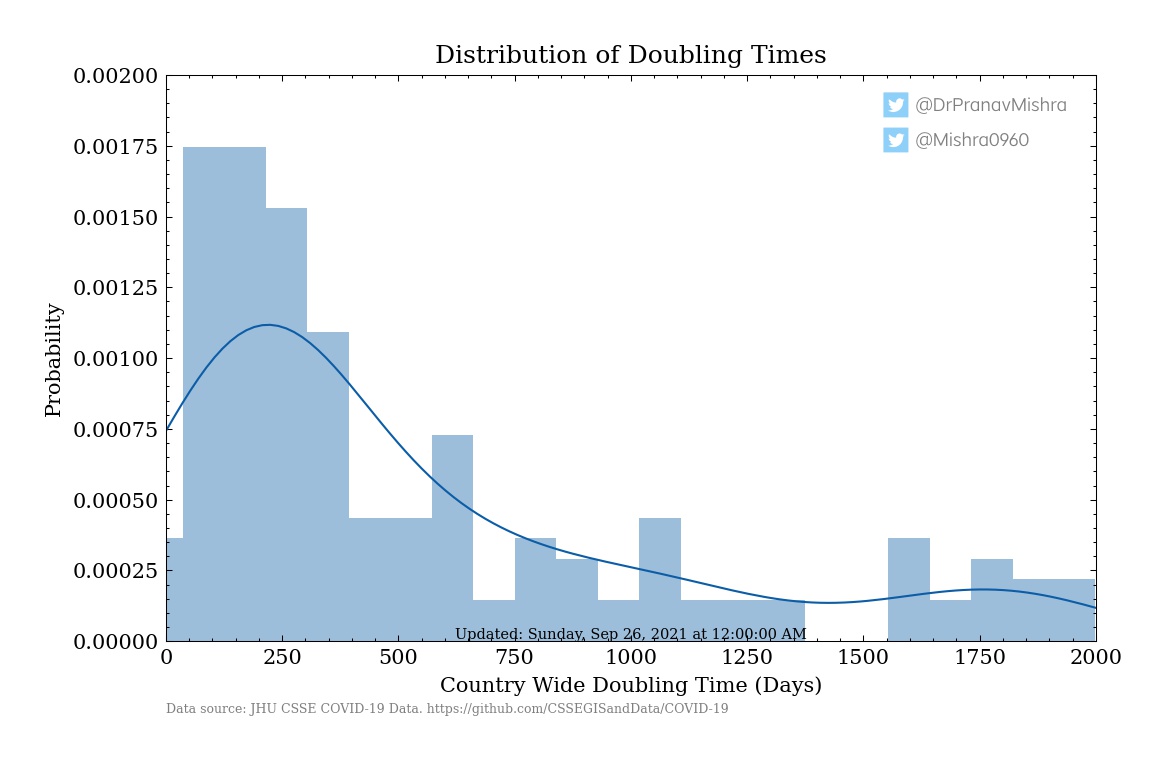 Distribution of Doubling Times
0.00200
0.00175
0.00150
0.00125
0.00100
0.00075
0.00050
0.00025
0.00000
Probability
@DrPranavMishra
@Mishra0960
Updated: Sunday, Sep 26, 2021 at 12:00:00 AM
0 250 500 750 1000 1250 1500 1750 2000
Country Wide Doubling Time (Days)
Data source: JHU CSSE COVID-19 Data. https://github.com/CSSEGISandData/COVID-19